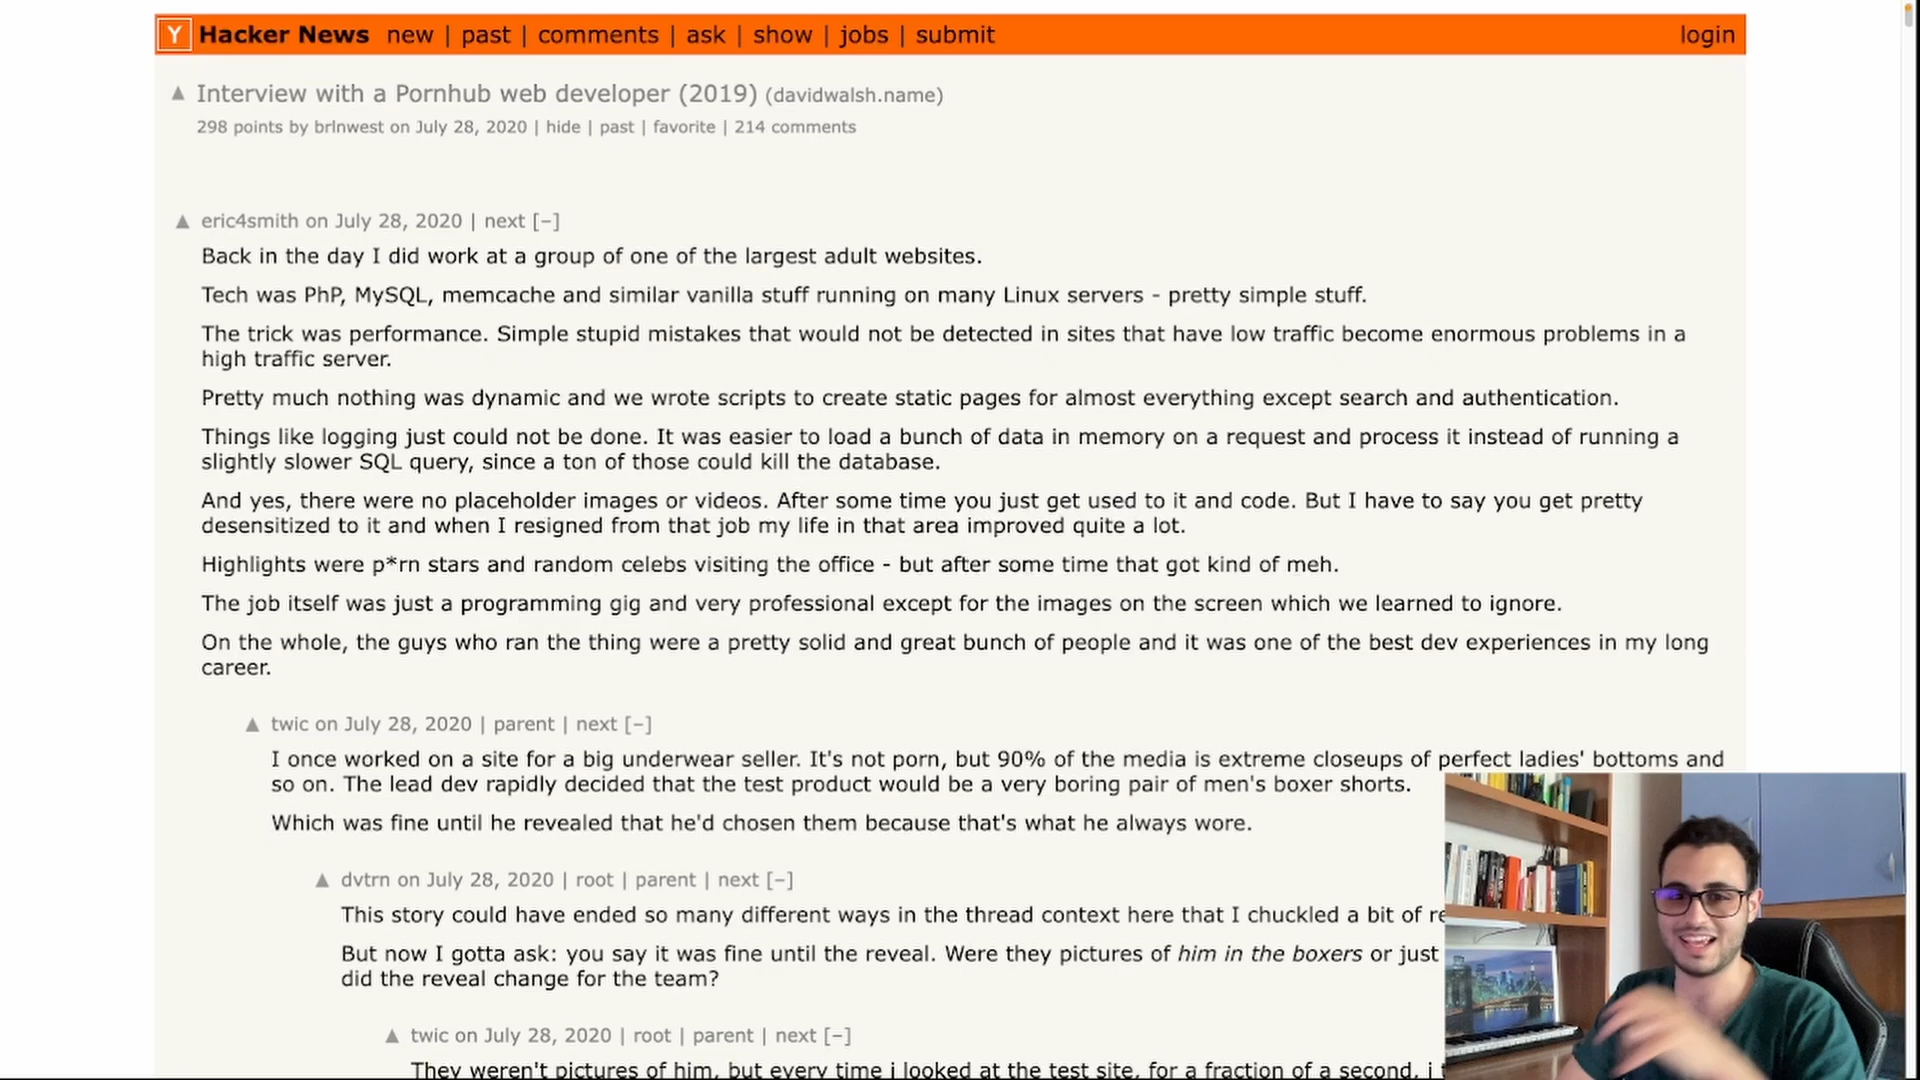 Y Hacker News new | past | comments | ask | show | jobs | submit login
▲ Interview with a Pornhub web developer (2019) (davidwalsh.name)
298 points by brlnwest on July 28, 2020 | hide | past | favorite | 214 comments
▲ eric4smith on July 28, 2020 | next [–]
Back in the day I did work at a group of one of the largest adult websites.
Tech was PhP, MySQL, memcache and similar vanilla stuff running on many Linux servers - pretty simple stuff.
The trick was performance. Simple stupid mistakes that would not be detected in sites that have low traffic become enormous problems in a
high traffic server.
Pretty much nothing was dynamic and we wrote scripts to create static pages for almost everything except search and authentication.
Things like logging just could not be done. It was easier to load a bunch of data in memory on a request and process it instead of running a
slightly slower SQL query, since a ton of those could kill the database.
And yes, there were no placeholder images or videos. After some time you just get used to it and code. But I have to say you get pretty
desensitized to it and when I resigned from that job my life in that area improved quite a lot.
Highlights were p*rn stars and random celebs visiting the office - but after some time that got kind of meh.
The job itself was just a programming gig and very professional except for the images on the screen which we learned to ignore.
On the whole, the guys who ran the thing were a pretty solid and great bunch of people and it was one of the best dev experiences in my long
career.
▲ twic on July 28, 2020 | parent | next [–]
I once worked on a site for a big underwear seller. It's not porn, but 90% of the media is extreme closeups of perfect ladies' bottoms and
so on. The lead dev rapidly decided that the test product would be a very boring pair of men's boxer shorts.
Which was fine until he revealed that he'd chosen them because that's what he always wore.
▲ dvtrn on July 28, 2020 | root | parent | next [–]
This story could have ended so many different ways in the thread context here that I chuckled a bit of
But now I gotta ask: you say it was fine until the reveal. Were they pictures of him in the boxers or just
did the reveal change for the team?
▲ twic on July 28, 2020 | root | parent | next [–]
They weren't pictures of him, but every time i looked at the test site, for a fraction of a second, i